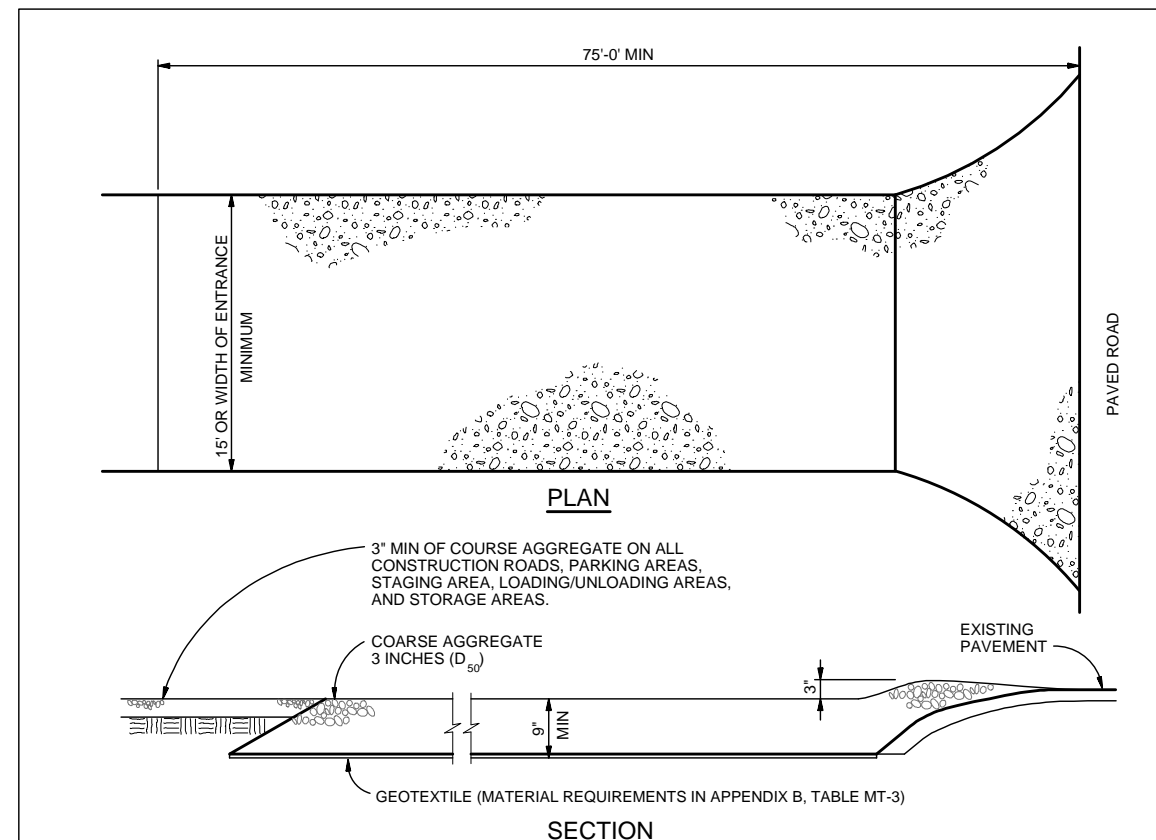 75'-0' MIN
15' OR WIDTH OF ENTRANCE
MINIMUM
PAVED ROAD
PLAN
3" MIN OF COURSE AGGREGATE ON ALL
CONSTRUCTION ROADS, PARKING AREAS,
STAGING AREA, LOADING/UNLOADING AREAS,
AND STORAGE AREAS.
COARSE AGGREGATE
3 INCHES (D50)
EXISTING
PAVEMENT
3"
9"
MIN
GEOTEXTILE (MATERIAL REQUIREMENTS IN APPENDIX B, TABLE MT-3)
SECTION